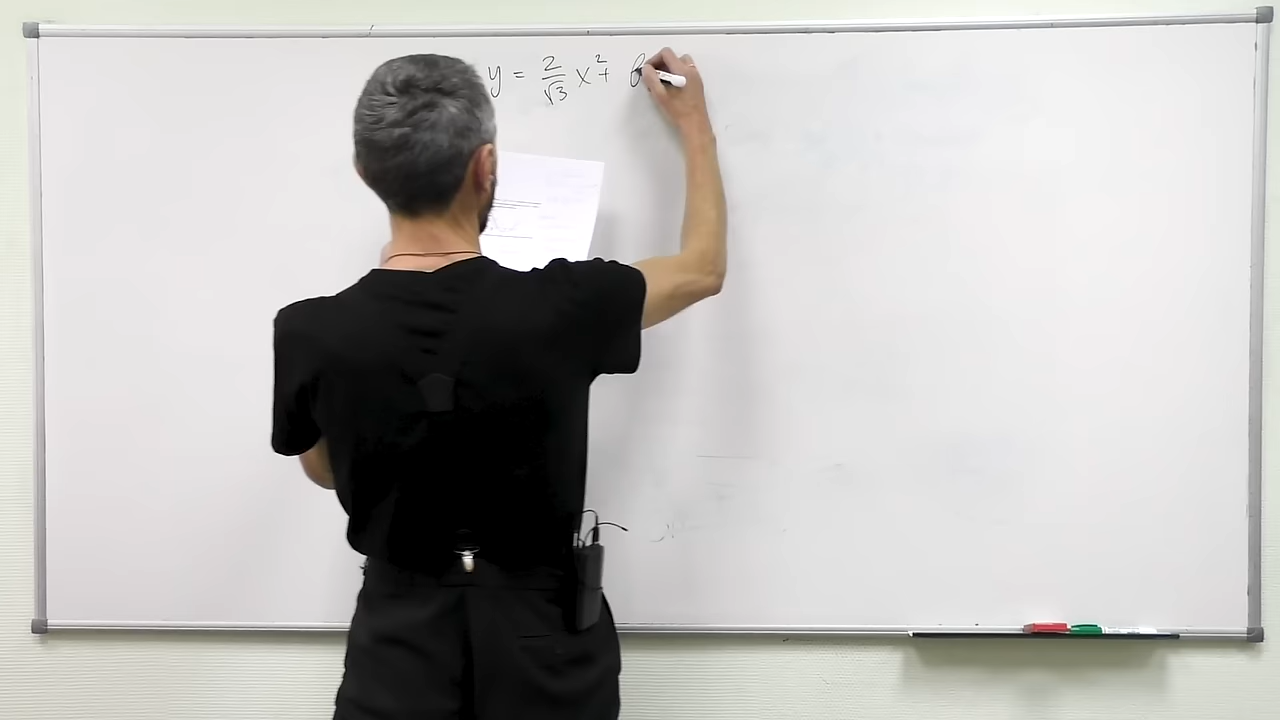 y = 2/√3 x² + b